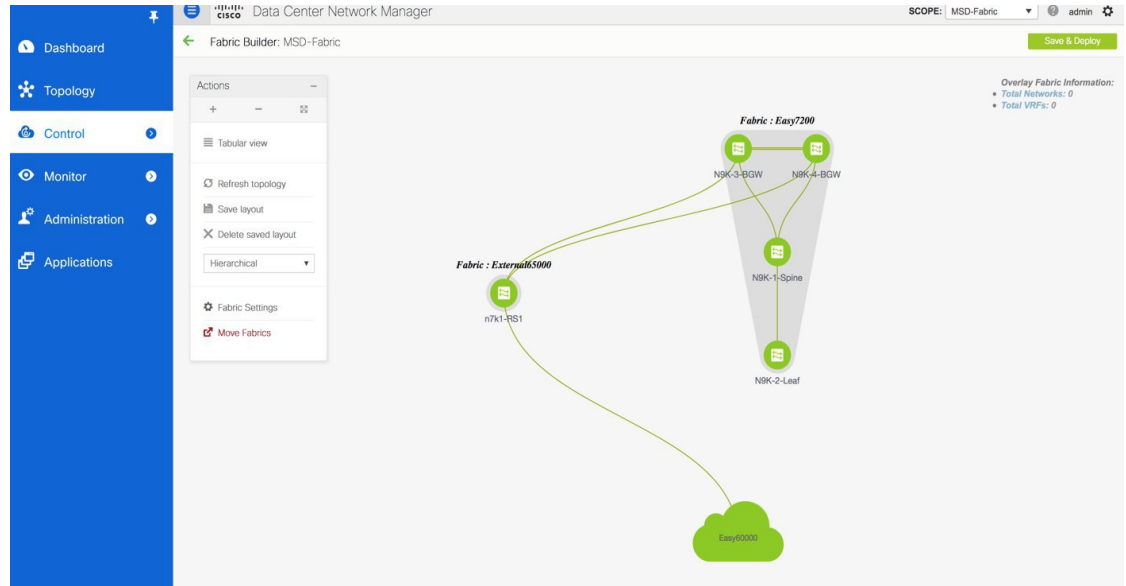 cisco Data Center Network Manager
SCOPE: MSD-Fabric admin
Fabric Builder: MSD-Fabric
Save & Deploy
Dashboard
Topology
Control
Monitor
Administration
Applications
Actions
Tabular view
Refresh topology
Save layout
Delete saved layout
Hierarchical
Fabric Settings
Move Fabrics
Overlay Fabric Information:
Total Networks: 0
Total VRFs: 0
Fabric : Easy7200
N9K-3-BGW N9K-4-BGW
N9K-1-Spine
N9K-2-Leaf
Fabric : External65000
n7k1-RS1
Easy60000